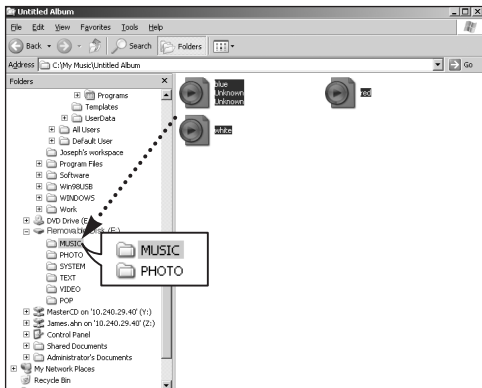 Untitled Album
File Edit View Favorites Tools Help
Back Search Folders
Address C:\My Music\Untitled Album Go
Folders
Programs
Templates
UserData
All Users
Default User
Joseph's workspace
Program Files
Software
Win98USB
WINDOWS
Work
DVD Drive (E
Removable Disk (F:)
MUSIC
PHOTO
SYSTEM
TEXT
VIDEO
POP
MasterCD on '10.240.29.40' (Y:)
James.ahn on '10.240.29.40' (Z:)
Control Panel
Shared Documents
Administrator's Documents
My Network Places
Recycle Bin
blue
Unknown
Unknown
red
white
MUSIC
PHOTO